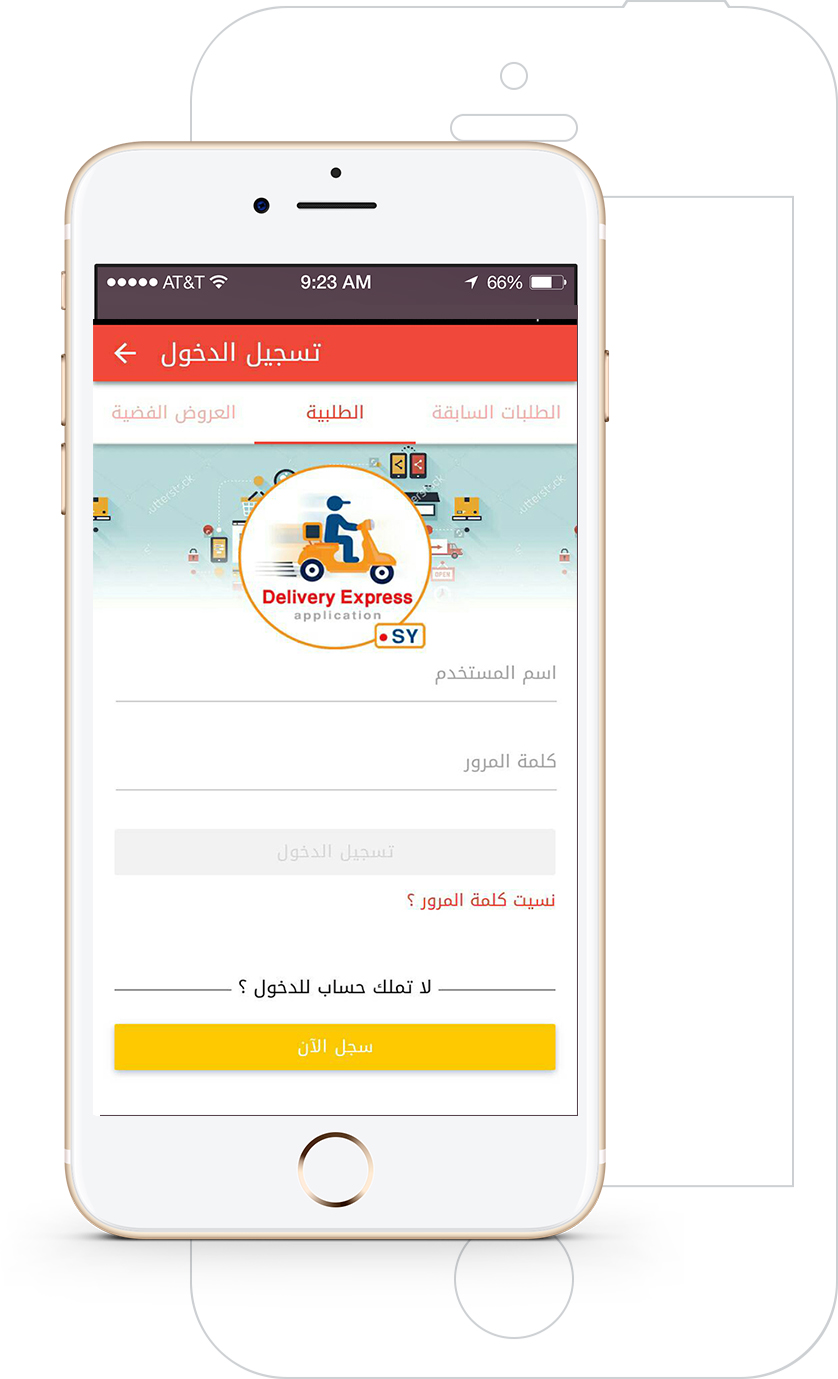 AT&T 9:23 AM 66%
تسجيل الدخول
الطلبات السابقة الطلبية العروض الفضية
OPEN
Delivery Express
application
SY
اسم المستخدم
كلمة المرور
تسجيل الدخول
نسيت كلمة المرور ؟
لا تملك حساب للدخول ؟
سجل الآن